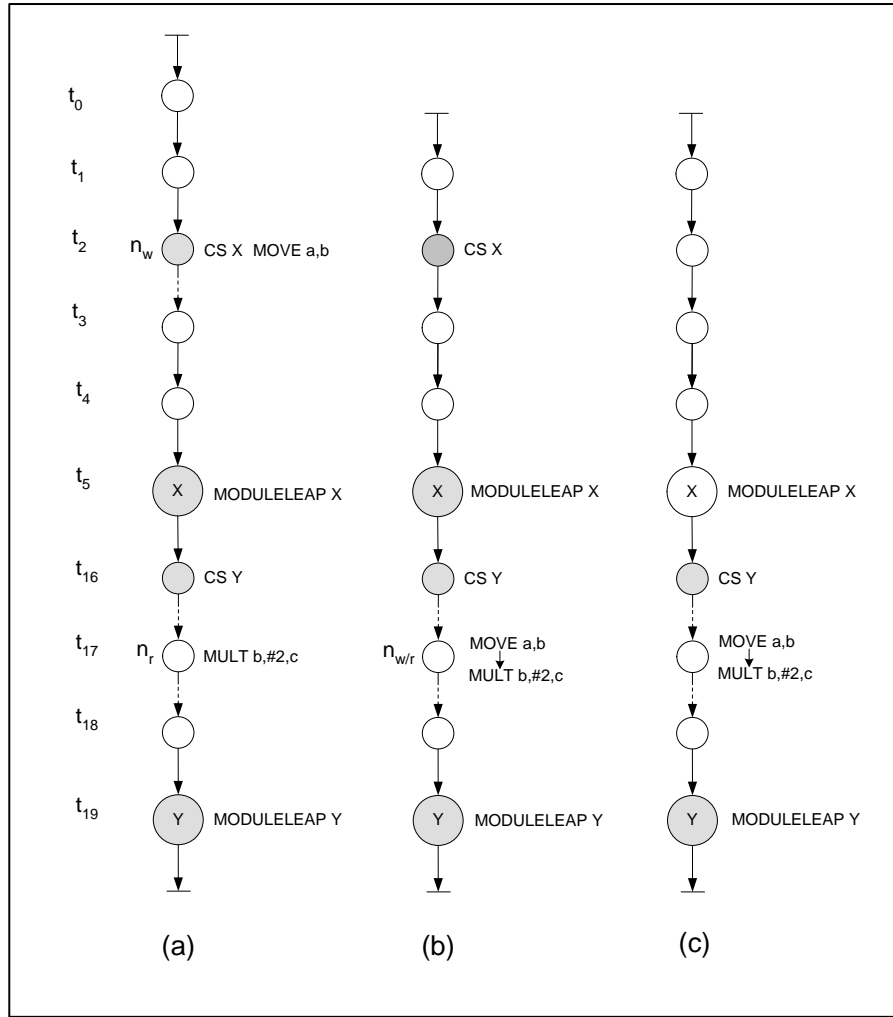 t0
t1
t2 nw CS X MOVE a,b CS X
t3
t4
t5 X MODULELEAP X X MODULELEAP X X MODULELEAP X
t16 CS Y CS Y CS Y
t17 nr MULT b,#2,c nw/r MOVE a,b MOVE a,b
MULT b,#2,c MULT b,#2,c
t18
t19 Y MODULELEAP Y Y MODULELEAP Y Y MODULELEAP Y
(a) (b) (c)